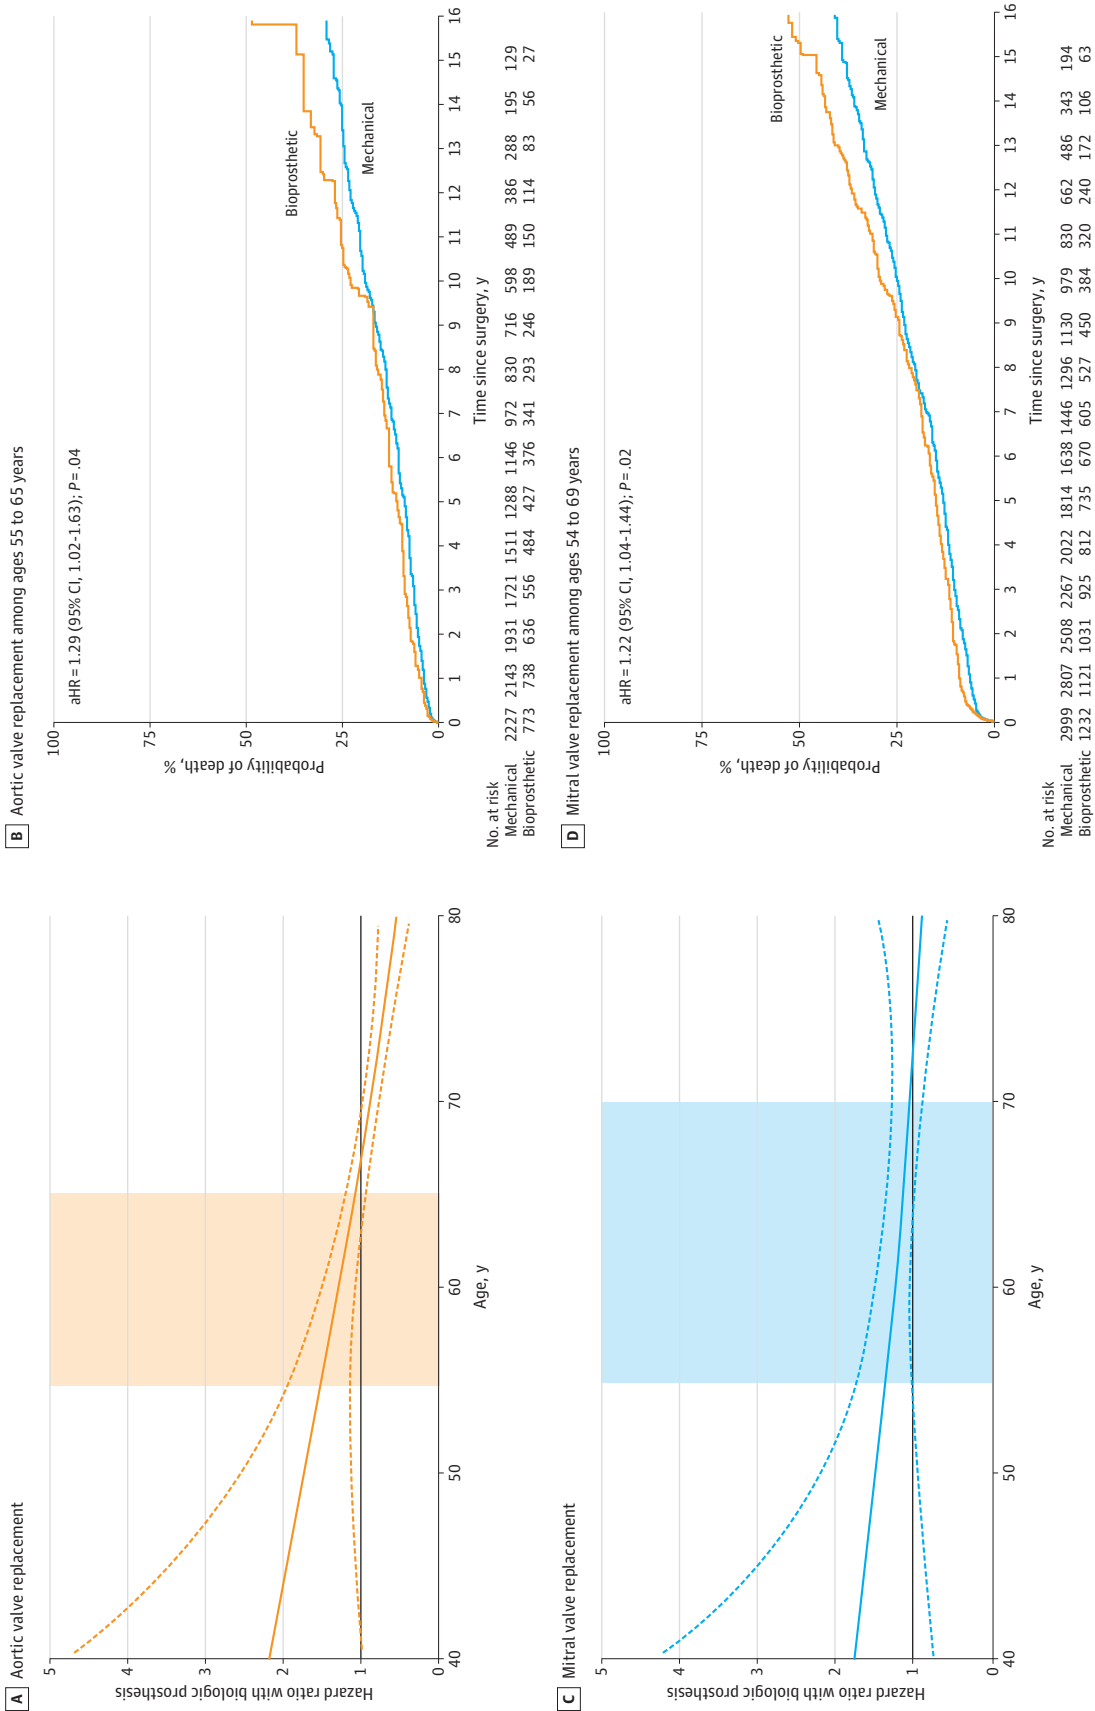 A Aortic valve replacement
Hazard ratio with biologic prosthesis
5
4
3
2
1
0
40 50 60 70 80
Age, y
B Aortic valve replacement among ages 55 to 65 years
aHR = 1.29 (95% CI, 1.02-1.63); P = .04
Probability of death, %
100
75
50
25
0
Bioprosthetic
Mechanical
0 1 2 3 4 5 6 7 8 9 10 11 12 13 14 15 16
Time since surgery, y
No. at risk
Mechanical 2227 2143 1931 1721 1511 1288 1146 972 830 716 598 489 386 288 195 129
Bioprosthetic 773 738 636 556 484 427 376 341 293 246 189 150 114 83 56 27
C Mitral valve replacement
Hazard ratio with biologic prosthesis
5
4
3
2
1
0
40 50 60 70 80
Age, y
D Mitral valve replacement among ages 54 to 69 years
aHR = 1.22 (95% CI, 1.04-1.44); P = .02
Probability of death, %
100
75
50
25
0
Bioprosthetic
Mechanical
0 1 2 3 4 5 6 7 8 9 10 11 12 13 14 15 16
Time since surgery, y
No. at risk
Mechanical 2999 2807 2508 2267 2022 1814 1638 1446 1296 1130 979 830 662 486 343 194
Bioprosthetic 1232 1121 1031 925 812 735 670 605 527 450 384 320 240 172 106 63